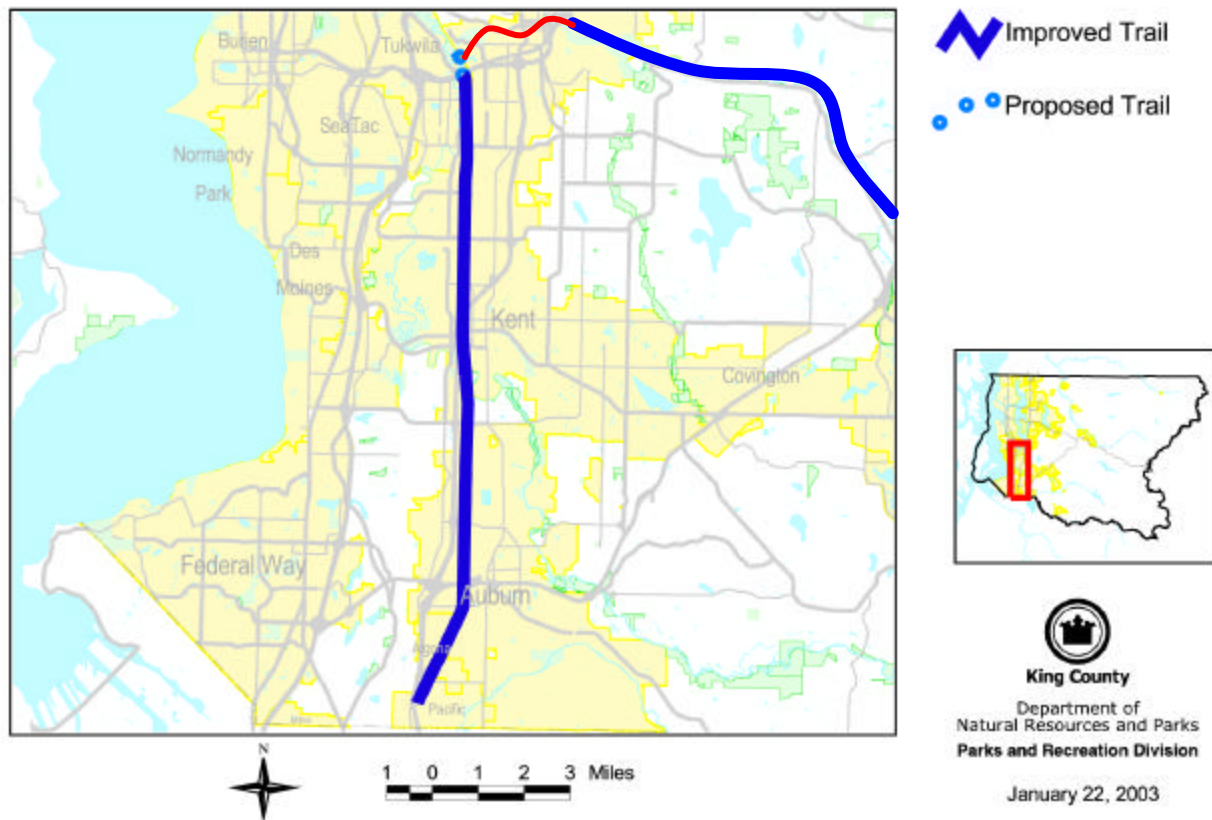 Burien
Tukwila
SeaTac
Normandy
Park
Des
Moines
Kent
Covington
Federal Way
Auburn
Algona
Pacific
Milton
N
1 0 1 2 3 Miles
Improved Trail
Proposed Trail
King County
Department of
Natural Resources and Parks
Parks and Recreation Division
January 22, 2003